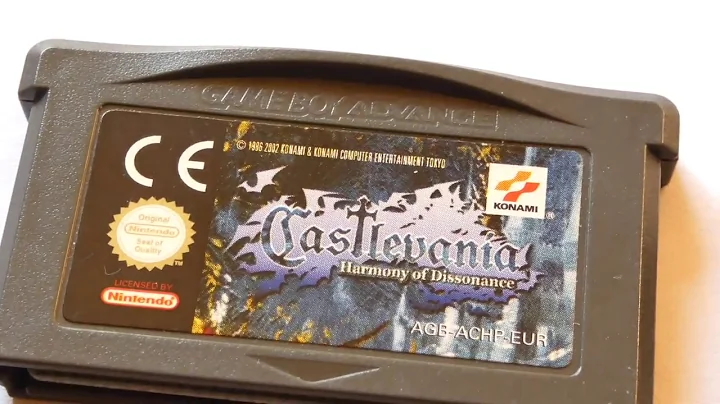 GAME BOY ADVANCE
CE
© 1986 2002 KONAMI & KONAMI COMPUTER ENTERTAINMENT TOKYO
KONAMI
®
Original
Nintendo
Seal of
Quality
TM
Castlevania
Harmony of Dissonance
LICENSED BY
Nintendo
AGB-ACHP-EUR